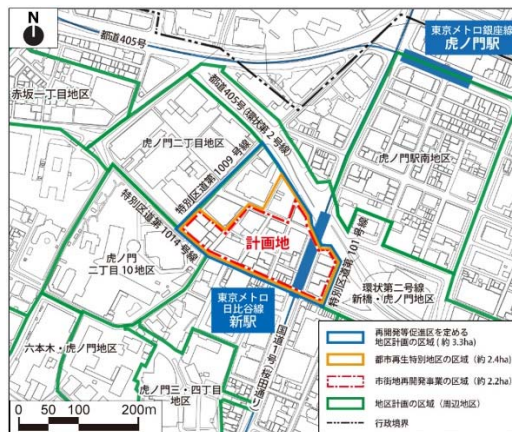 N
都道405号
東京メトロ銀座線
虎ノ門駅
赤坂一丁目地区
都道405号(環状第2号線)
虎ノ門二丁目地区
特別区道第1009号線
虎ノ門駅南地区
特別区道第1014号線
計画地
特別区道第101号線
虎ノ門
二丁目10地区
東京メトロ
日比谷線
新駅
環状第二号線
新橋・虎ノ門地区
国道1号(桜田通り)
六本木・虎ノ門地区
虎ノ門三・四丁目
地区
再開発等促進区を定める
地区計画の区域(約3.3ha)
都市再生特別地区の区域(約2.4ha)
市街地再開発事業の区域(約2.2ha)
地区計画の区域(周辺地区)
行政境界
0 50 100 200m